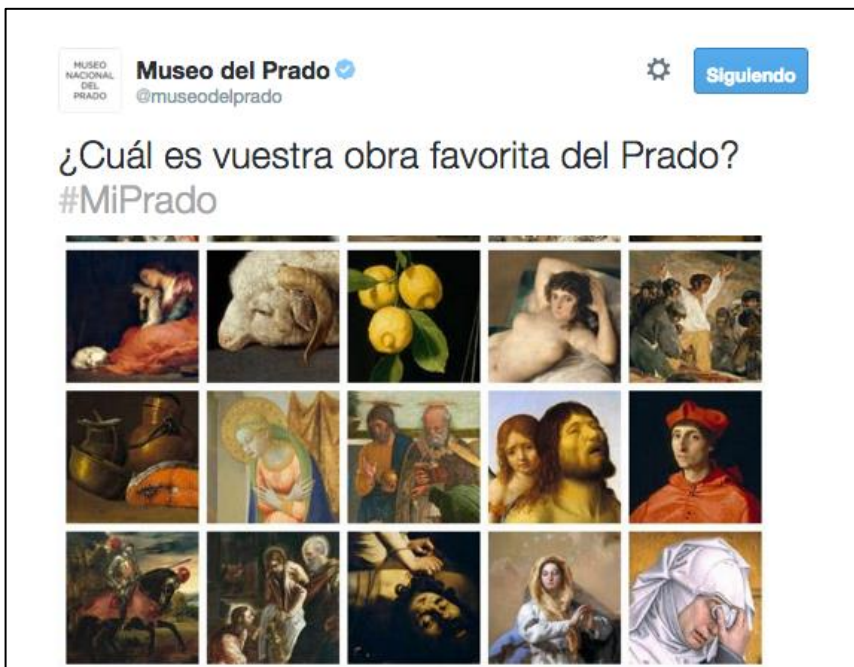 MUSEO
NACIONAL
DEL
PRADO
Museo del Prado
@museodelprado
Siguiendo
¿Cuál es vuestra obra favorita del Prado?
#MiPrado